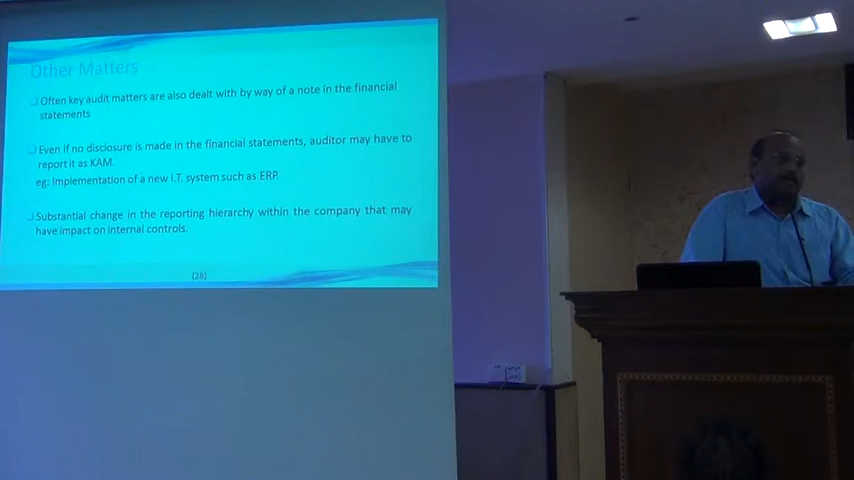 Other Matters
Often key audit matters are also dealt with by way of a note in the financial
statements
Even if no disclosure is made in the financial statements, auditor may have to
report it as KAM.
eg: Implementation of a new I.T. system such as ERP.
Substantial change in the reporting hierarchy within the company that may
have impact on internal controls.
(28)